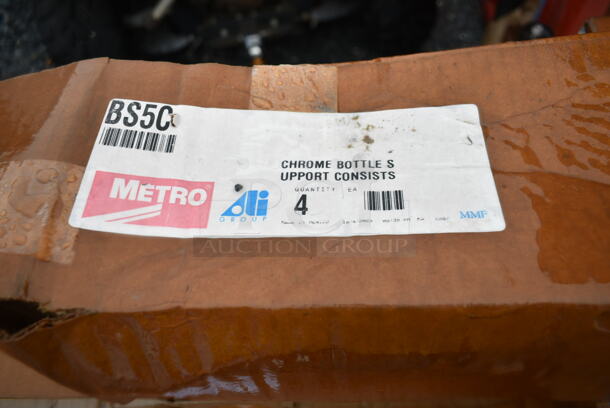 BS5C
CHROME BOTTLE S
UPPORT CONSISTS
METRO
Ali
GROUP
QUANTITY EA
4
MMF
AUCTION GROUP